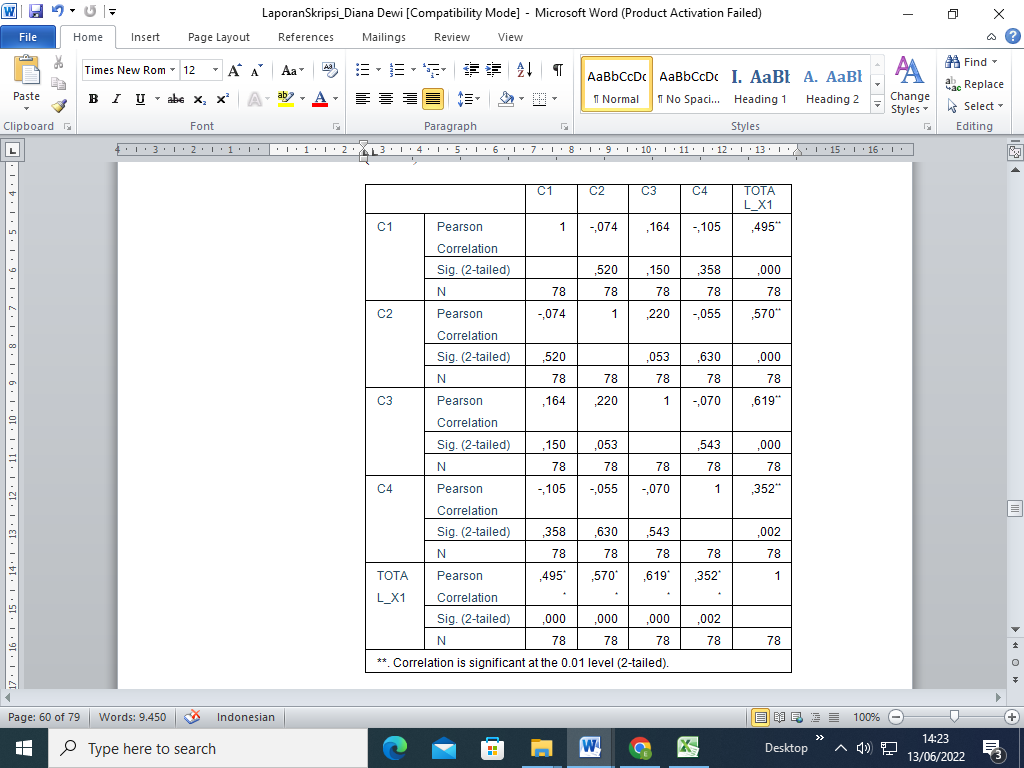 LaporanSkripsi_Diana Dewi [Compatibility Mode] - Microsoft Word (Product Activation Failed)
File Home Insert Page Layout References Mailings Review View
Paste
Clipboard
Times New Rom 12
Font
Paragraph
AaBbCcDc AaBbCcDc 1. AaBb A. AaBb
¶ Normal ¶ No Spaci... Heading 1 Heading 2
Change Styles
Styles
Find
Replace
Select
Editing
C1 C2 C3 C4 TOTA
L_X1
C1 Pearson 1 -,074 ,164 -,105 ,495**
Correlation
Sig. (2-tailed) ,520 ,150 ,358 ,000
N 78 78 78 78 78
C2 Pearson -,074 1 ,220 -,055 ,570**
Correlation
Sig. (2-tailed) ,520 ,053 ,630 ,000
N 78 78 78 78 78
C3 Pearson ,164 ,220 1 -,070 ,619**
Correlation
Sig. (2-tailed) ,150 ,053 ,543 ,000
N 78 78 78 78 78
C4 Pearson -,105 -,055 -,070 1 ,352**
Correlation
Sig. (2-tailed) ,358 ,630 ,543 ,002
N 78 78 78 78 78
TOTA Pearson ,495* ,570* ,619* ,352* 1
L_X1 Correlation * * * *
Sig. (2-tailed) ,000 ,000 ,000 ,002
N 78 78 78 78 78
**. Correlation is significant at the 0.01 level (2-tailed).
Page: 60 of 79 Words: 9.450 Indonesian 100%
Type here to search Desktop 14:23
13/06/2022 3